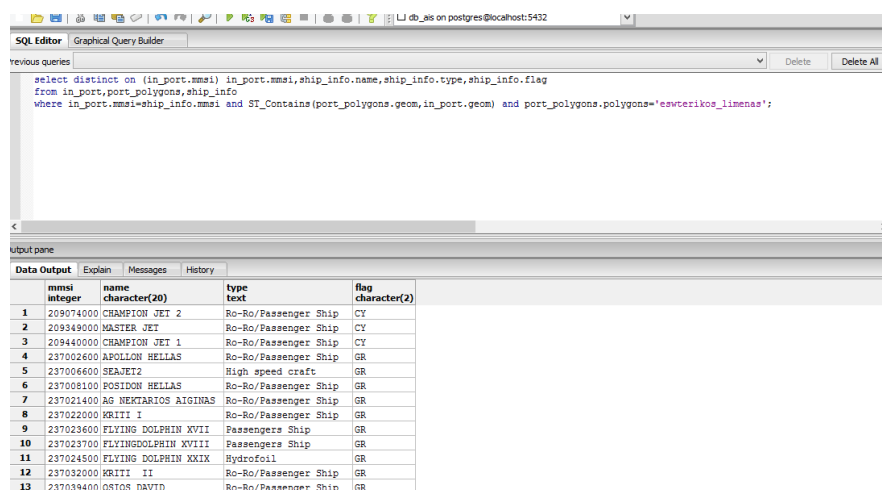 db_ais on postgres@localhost:5432
SQL Editor Graphical Query Builder
revious queries Delete Delete All
select distinct on (in_port.mmsi) in_port.mmsi,ship_info.name,ship_info.type,ship_info.flag
from in_port,port_polygons,ship_info
where in_port.mmsi=ship_info.mmsi and ST_Contains(port_polygons.geom,in_port.geom) and port_polygons.polygons='eswterikos_limenas';
utput pane
Data Output Explain Messages History
mmsi name type flag
integer character(20) text character(2)
1 209074000 CHAMPION JET 2 Ro-Ro/Passenger Ship CY
2 209349000 MASTER JET Ro-Ro/Passenger Ship CY
3 209440000 CHAMPION JET 1 Ro-Ro/Passenger Ship CY
4 237002600 APOLLON HELLAS Ro-Ro/Passenger Ship GR
5 237006600 SEAJET2 High speed craft GR
6 237008100 POSIDON HELLAS Ro-Ro/Passenger Ship GR
7 237021400 AG NEKTARIOS AIGINAS Ro-Ro/Passenger Ship GR
8 237022000 KRITI I Ro-Ro/Passenger Ship GR
9 237023600 FLYING DOLPHIN XVII Passengers Ship GR
10 237023700 FLYINGDOLPHIN XVIII Passengers Ship GR
11 237024500 FLYING DOLPHIN XXIX Hydrofoil GR
12 237032000 KRITI II Ro-Ro/Passenger Ship GR
13 237039400 OSIOS DAVID Ro-Ro/Passenger Ship GR